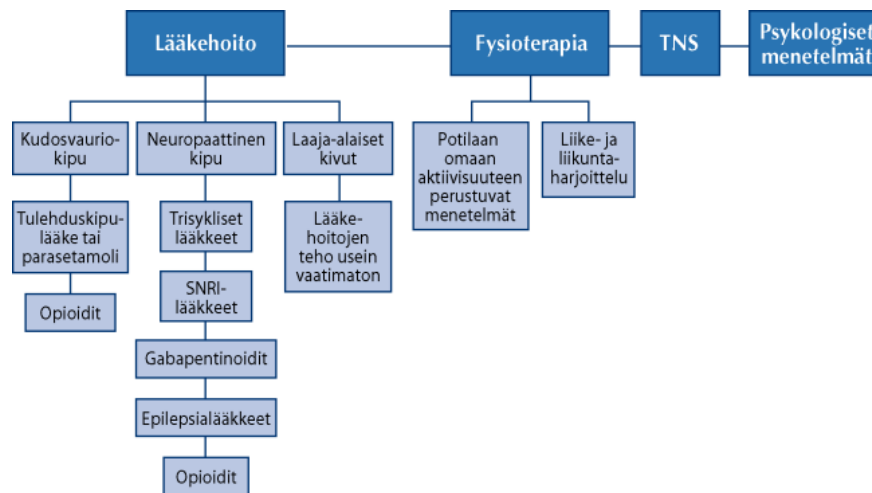 Lääkehoito
Fysioterapia
TNS
Psykologiset
menetelmät
Kudosvaurio-
kipu
Neuropaattinen
kipu
Laaja-alaiset
kivut
Potilaan
omaan
aktiivisuuteen
perustuvat
menetelmät
Liike- ja
liikunta-
harjoittelu
Tulehduskipu-
lääke tai
parasetamoli
Trisykliset
lääkkeet
Lääke-
hoitojen
teho usein
vaatimaton
Opioidit
SNRI-
lääkkeet
Gabapentinoidit
Epilepsialääkkeet
Opioidit